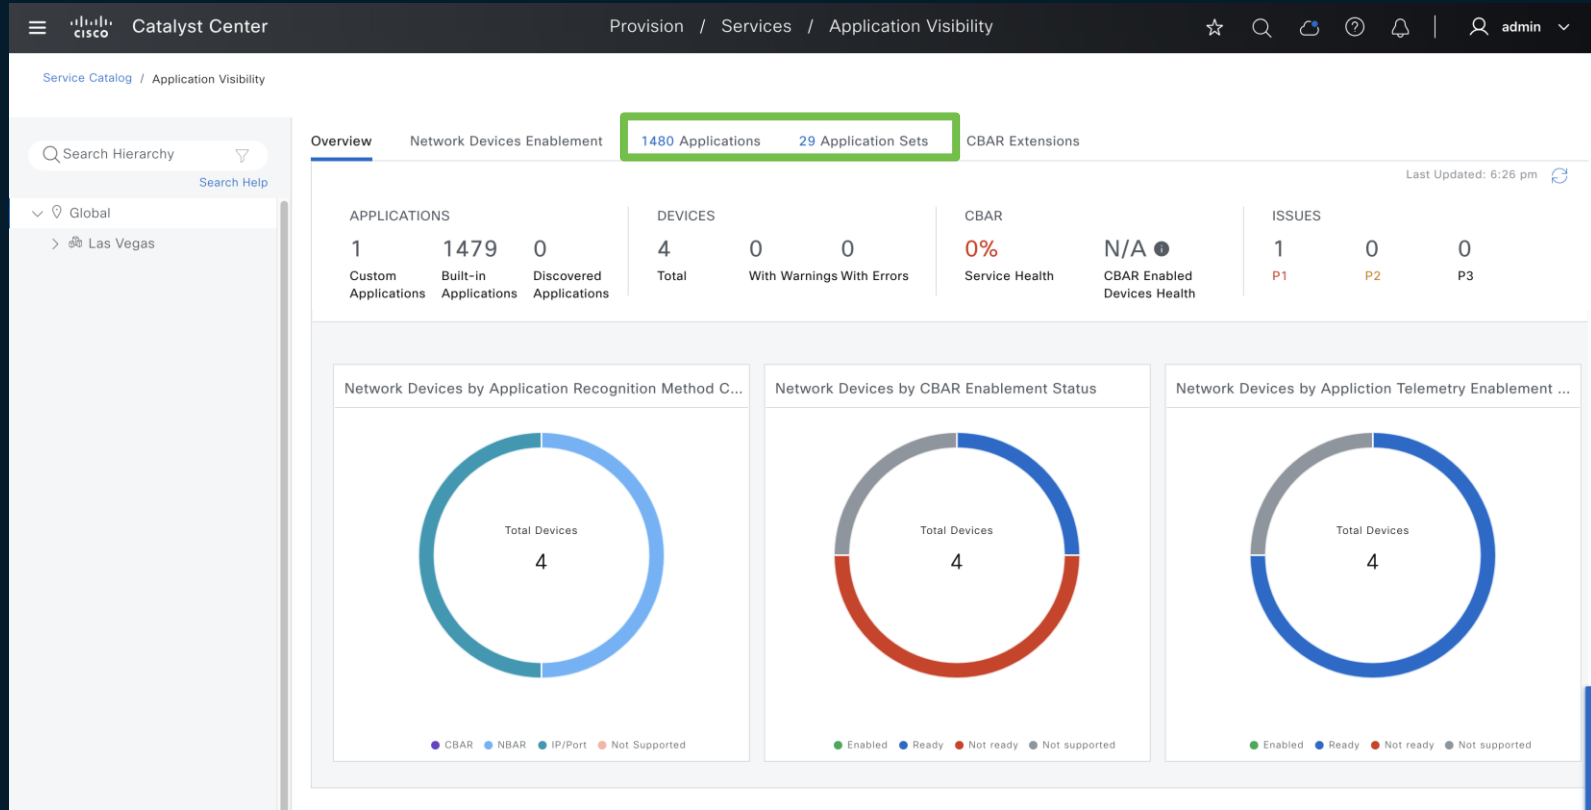 cisco Catalyst Center
Provision / Services / Application Visibility
admin
Service Catalog / Application Visibility
Search Hierarchy
Search Help
Global
Las Vegas
Overview Network Devices Enablement 1480 Applications 29 Application Sets CBAR Extensions
Last Updated: 6:26 pm
APPLICATIONS
1 1479 0
Custom Built-in Discovered
Applications Applications Applications
DEVICES
4 0 0
Total With Warnings With Errors
CBAR
0% N/A
Service Health CBAR Enabled
Devices Health
ISSUES
1 0 0
P1 P2 P3
Network Devices by Application Recognition Method C...
Total Devices
4
CBAR NBAR IP/Port Not Supported
Network Devices by CBAR Enablement Status
Total Devices
4
Enabled Ready Not ready Not supported
Network Devices by Appliction Telemetry Enablement ...
Total Devices
4
Enabled Ready Not ready Not supported